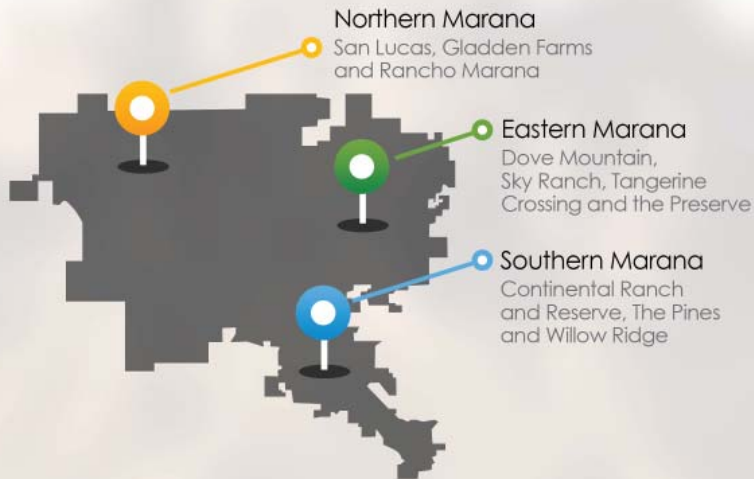 Northern Marana
San Lucas, Gladden Farms
and Rancho Marana
Eastern Marana
Dove Mountain,
Sky Ranch, Tangerine
Crossing and the Preserve
Southern Marana
Continental Ranch
and Reserve, The Pines
and Willow Ridge